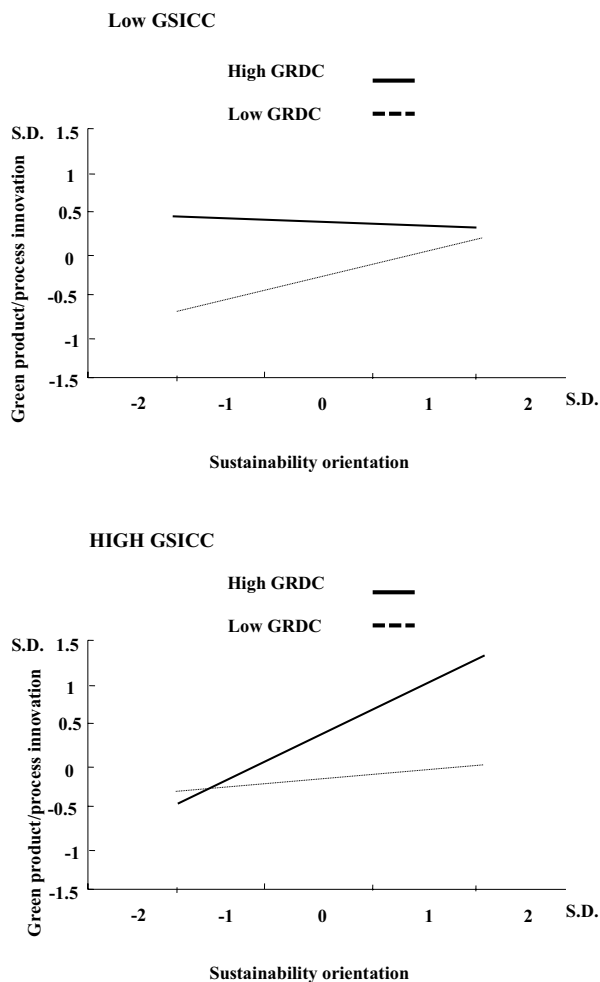 Low GSICC
High GRDC
Low GRDC
S.D.
1.5
1
0.5
0
-0.5
-1
-1.5
Green product/process innovation
-2 -1 0 1 2 S.D.
Sustainability orientation
HIGH GSICC
High GRDC
Low GRDC
S.D.
1.5
1
0.5
0
-0.5
-1
-1.5
Green product/process innovation
-2 -1 0 1 2 S.D.
Sustainability orientation